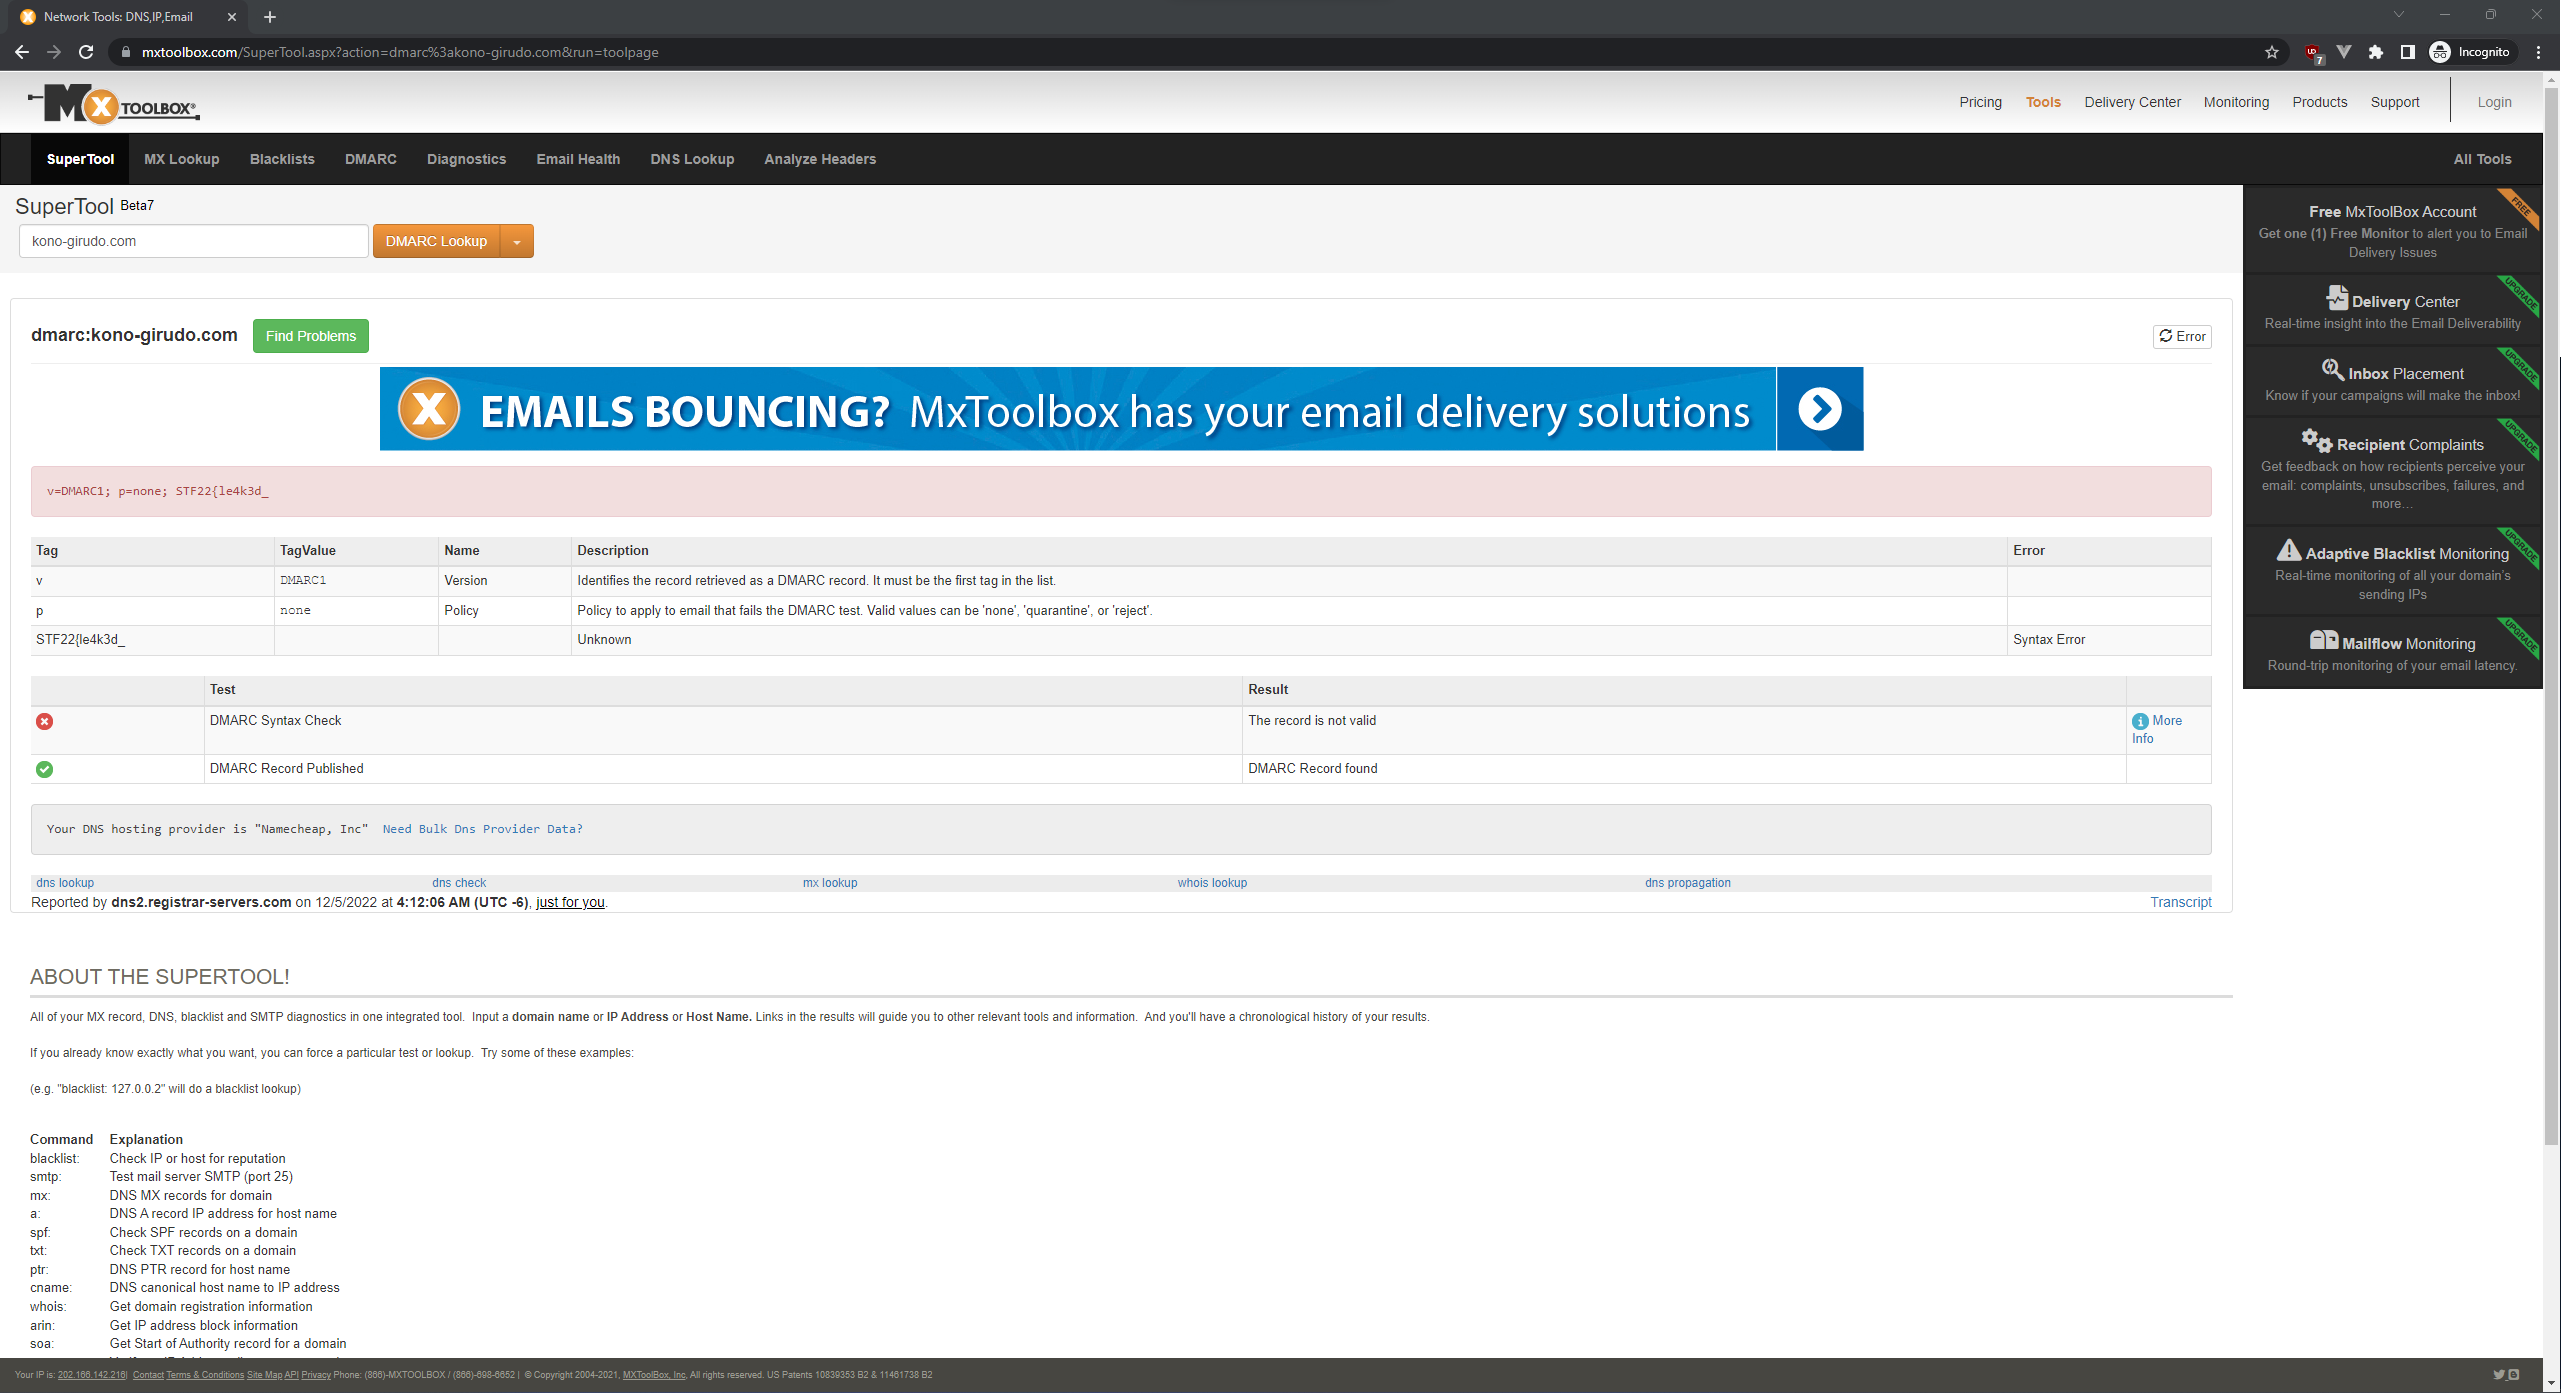 Network Tools: DNS,IP,Email
mxtoolbox.com/SuperTool.aspx?action=dmarc%3akono-girudo.com&run=toolpage
7
Incognito
MX TOOLBOX®
Pricing Tools Delivery Center Monitoring Products Support Login
SuperTool MX Lookup Blacklists DMARC Diagnostics Email Health DNS Lookup Analyze Headers All Tools
SuperTool Beta7
kono-girudo.com DMARC Lookup
dmarc:kono-girudo.com Find Problems Error
X EMAILS BOUNCING? MxToolbox has your email delivery solutions
v=DMARC1; p=none; STF22{le4k3d_
Tag TagValue Name Description Error
v DMARC1 Version Identifies the record retrieved as a DMARC record. It must be the first tag in the list.
p none Policy Policy to apply to email that fails the DMARC test. Valid values can be 'none', 'quarantine', or 'reject'.
STF22{le4k3d_ Unknown Syntax Error
Test Result
DMARC Syntax Check The record is not valid More
Info
DMARC Record Published DMARC Record found
Your DNS hosting provider is "Namecheap, Inc" Need Bulk Dns Provider Data?
dns lookup dns check mx lookup whois lookup dns propagation
Reported by dns2.registrar-servers.com on 12/5/2022 at 4:12:06 AM (UTC -6), just for you. Transcript
FREE
Free MxToolBox Account
Get one (1) Free Monitor to alert you to Email
Delivery Issues
UPGRADE
Delivery Center
Real-time insight into the Email Deliverability
UPGRADE
Inbox Placement
Know if your campaigns will make the inbox!
UPGRADE
Recipient Complaints
Get feedback on how recipients perceive your
email: complaints, unsubscribes, failures, and
more…
UPGRADE
Adaptive Blacklist Monitoring
Real-time monitoring of all your domain's
sending IPs
UPGRADE
Mailflow Monitoring
Round-trip monitoring of your email latency.
ABOUT THE SUPERTOOL!
All of your MX record, DNS, blacklist and SMTP diagnostics in one integrated tool. Input a domain name or IP Address or Host Name. Links in the results will guide you to other relevant tools and information. And you'll have a chronological history of your results.
If you already know exactly what you want, you can force a particular test or lookup. Try some of these examples:
(e.g. "blacklist: 127.0.0.2" will do a blacklist lookup)
Command Explanation
blacklist: Check IP or host for reputation
smtp: Test mail server SMTP (port 25)
mx: DNS MX records for domain
a: DNS A record IP address for host name
spf: Check SPF records on a domain
txt: Check TXT records on a domain
ptr: DNS PTR record for host name
cname: DNS canonical host name to IP address
whois: Get domain registration information
arin: Get IP address block information
soa: Get Start of Authority record for a domain
Your IP is: 202.166.142.216| Contact Terms & Conditions Site Map API Privacy Phone: (866)-MXTOOLBOX / (866)-698-6652 | © Copyright 2004-2021, MXToolBox, Inc, All rights reserved. US Patents 10839353 B2 & 11461738 B2